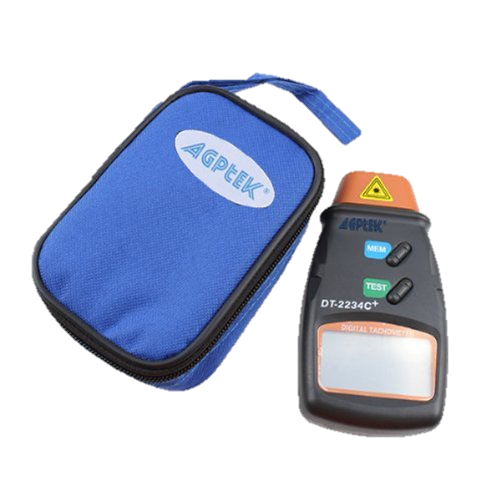 AGPtEK
AGPtEK
MEM
TEST
DT-2234C+
DIGITAL TACHOMETER